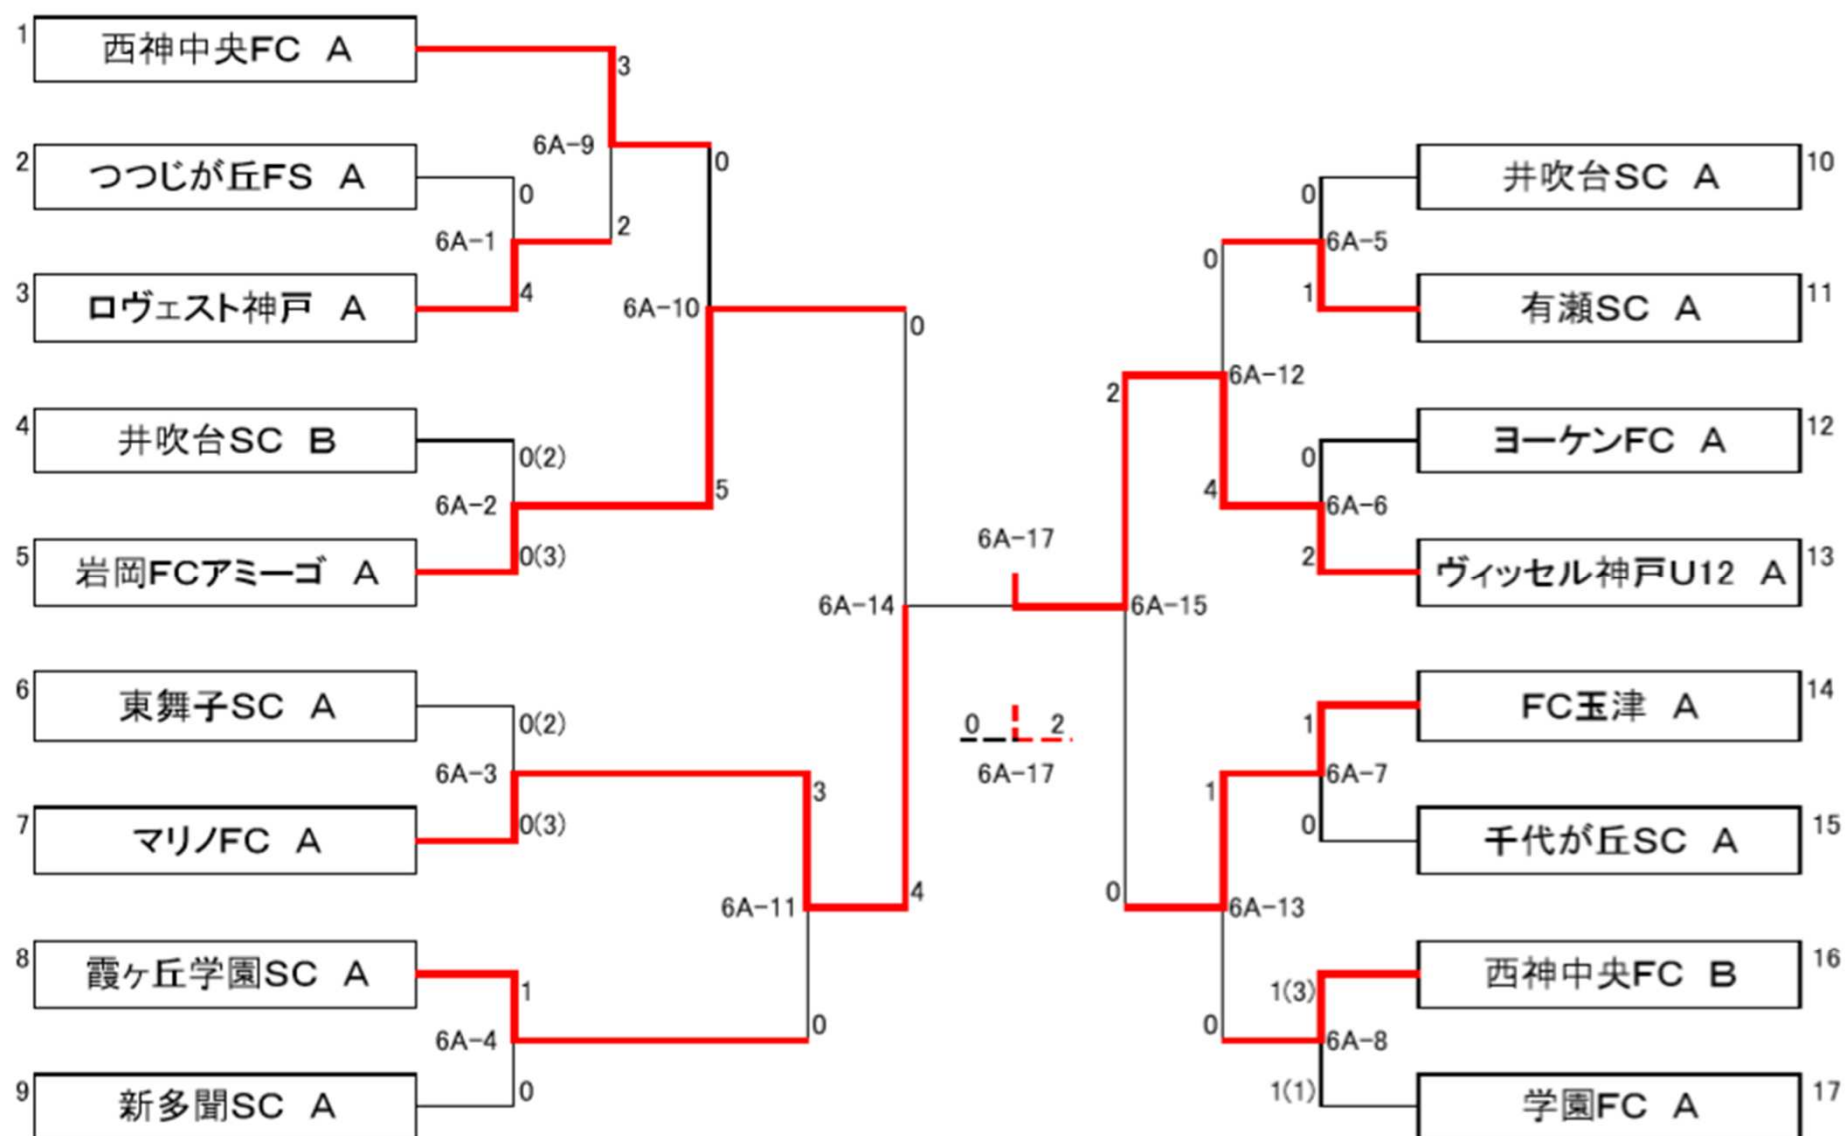 1
西神中央FC A
3
6A-9
0
2
つつじが丘FS A
0
2
6A-1
3
ロヴェスト神戸 A
4
6A-10
0
4
井吹台SC B
0(2)
6A-2
5
5
岩岡FCアミーゴ A
0(3)
6A-14
6
東舞子SC A
0(2)
6A-3
3
7
マリノFC A
0(3)
6A-11
4
8
霞ヶ丘学園SC A
1
6A-4
0
9
新多聞SC A
0
6A-17
0 2
6A-17
井吹台SC A
10
0
6A-5
0
有瀬SC A
11
1
6A-12
2
ヨーケンFC A
12
0
4
6A-6
ヴィッセル神戸U12 A
13
2
6A-15
FC玉津 A
14
1
6A-7
1
千代が丘SC A
15
0
0
6A-13
西神中央FC B
16
1(3)
0
6A-8
学園FC A
17
1(1)